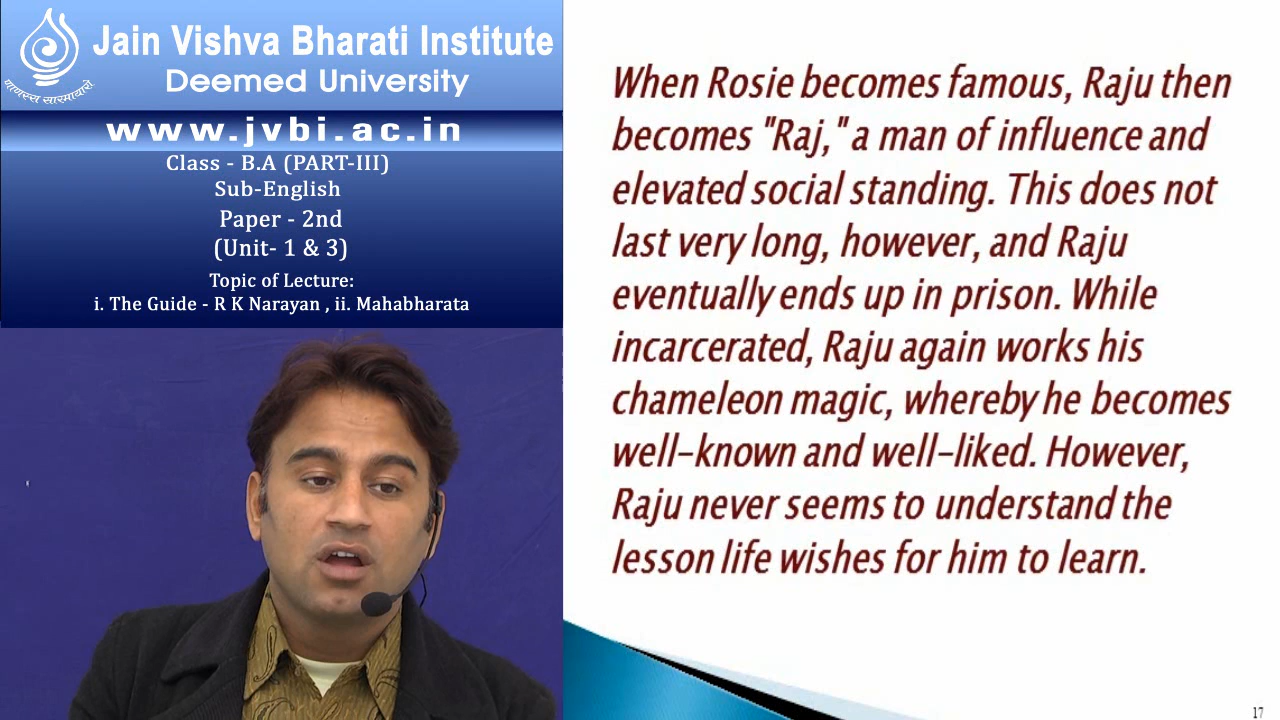 Jain Vishva Bharati Institute
Deemed University
णाणस्स सारमायारो
www.jvbi.ac.in
Class - B.A (PART-III)
Sub-English
Paper - 2nd
(Unit- 1 & 3)
Topic of Lecture:
i. The Guide - R K Narayan , ii. Mahabharata
When Rosie becomes famous, Raju then
becomes "Raj," a man of influence and
elevated social standing. This does not
last very long, however, and Raju
eventually ends up in prison. While
incarcerated, Raju again works his
chameleon magic, whereby he becomes
well-known and well-liked. However,
Raju never seems to understand the
lesson life wishes for him to learn.
17